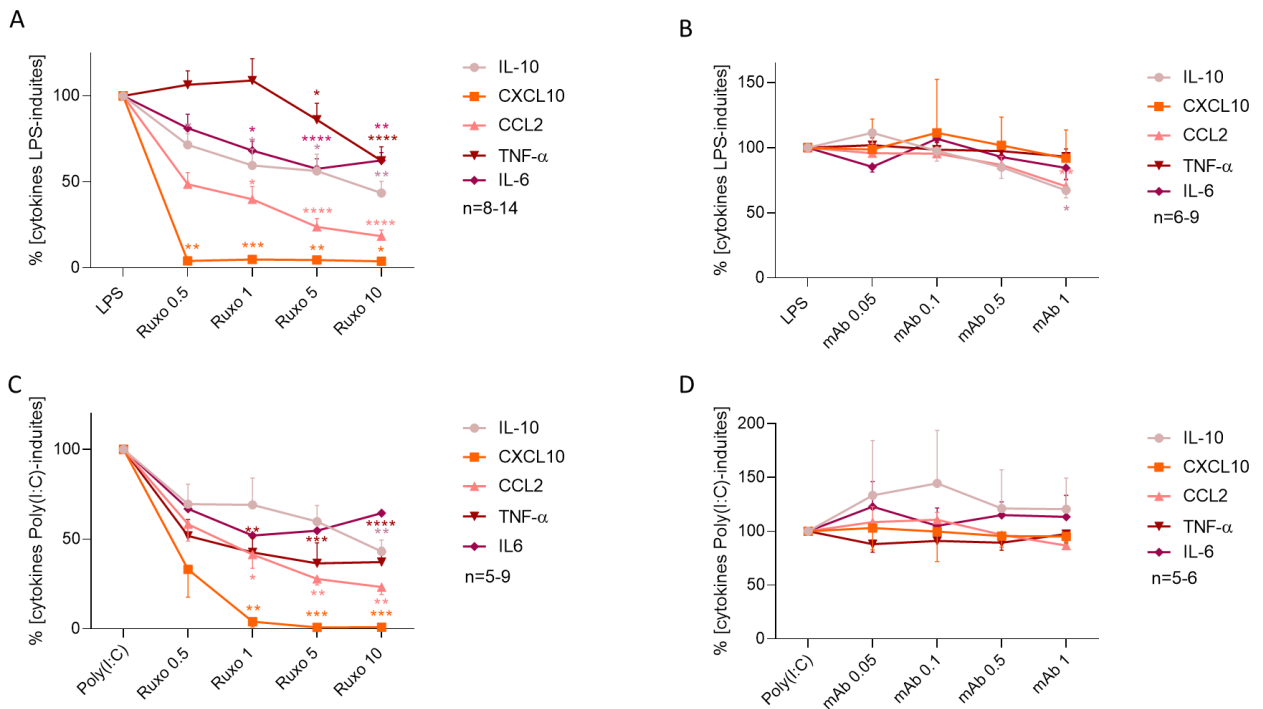 A
% [cytokines LPS-induites]
100
50
0
LPS
Ruxo 0.5
Ruxo 1
Ruxo 5
Ruxo 10
** *** ** *
* **** ****
* * **
* **** **
* ****
IL-10
CXCL10
CCL2
TNF-α
IL-6
n=8-14
B
% [cytokines LPS-induites]
150
100
50
0
LPS
mAb 0.05
mAb 0.1
mAb 0.5
mAb 1
**
*
IL-10
CXCL10
CCL2
TNF-α
IL-6
n=6-9
C
% [cytokines Poly(I:C)-induites]
100
50
0
Poly(I:C)
Ruxo 0.5
Ruxo 1
Ruxo 5
Ruxo 10
** *** ****
**
* ** **
** *** ***
IL-10
CXCL10
CCL2
TNF-α
IL6
n=5-9
D
% [cytokines Poly(I:C)-induites]
200
150
100
50
0
Poly(I:C)
mAb 0.05
mAb 0.1
mAb 0.5
mAb 1
IL-10
CXCL10
CCL2
TNF-α
IL-6
n=5-6